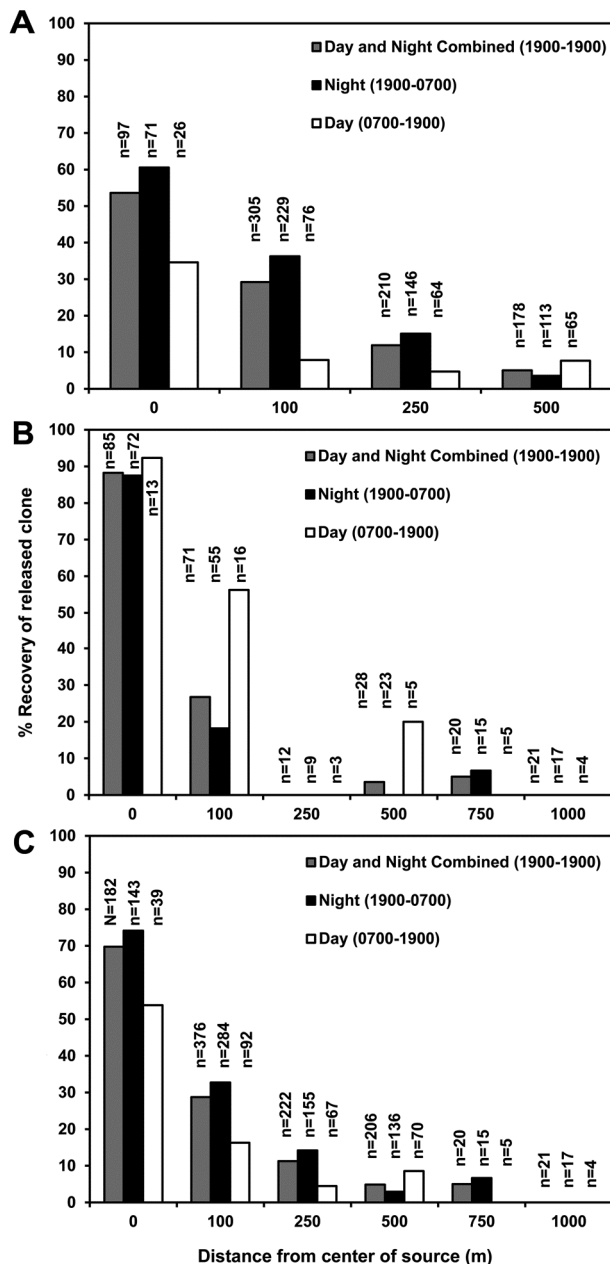 A
Day and Night Combined (1900-1900)
Night (1900-0700)
Day (0700-1900)
100
90
80
70
60
50
40
30
20
10
0
n=97 n=71 n=26
n=305 n=229 n=76
n=210 n=146 n=64
n=178 n=113 n=65
0 100 250 500
B
Day and Night Combined (1900-1900)
Night (1900-0700)
Day (0700-1900)
% Recovery of released clone
100
90
80
70
60
50
40
30
20
10
0
n=85 n=72 n=13
n=71 n=55 n=16
n=12 n=9 n=3
n=28 n=23 n=5
n=20 n=15 n=5
n=21 n=17 n=4
0 100 250 500 750 1000
C
Day and Night Combined (1900-1900)
Night (1900-0700)
Day (0700-1900)
100
90
80
70
60
50
40
30
20
10
0
N=182 n=143 n=39
n=376 n=284 n=92
n=222 n=155 n=67
n=206 n=136 n=70
n=20 n=15 n=5
n=21 n=17 n=4
0 100 250 500 750 1000
Distance from center of source (m)